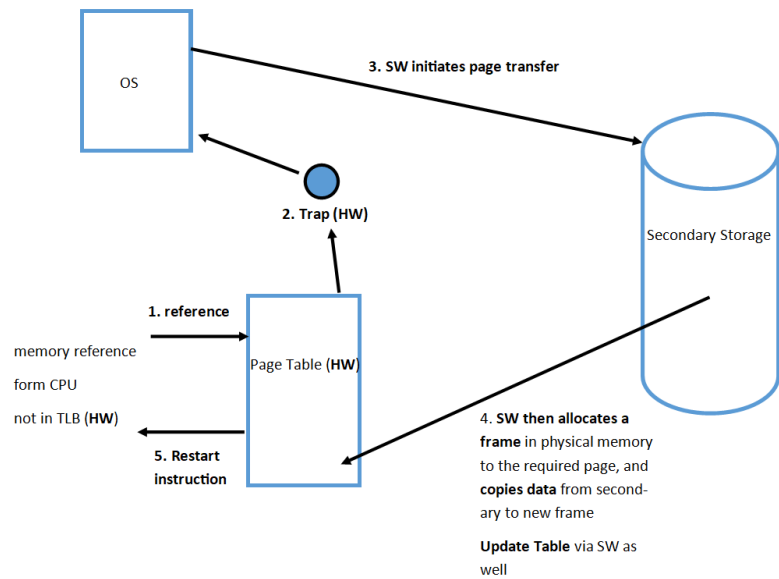 3. SW initiates page transfer
OS
2. Trap (HW)
Secondary Storage
1. reference
memory reference
form CPU
not in TLB (HW)
Page Table (HW)
5. Restart
instruction
4. SW then allocates a
frame in physical memory
to the required page, and
copies data from second-
ary to new frame
Update Table via SW as
well